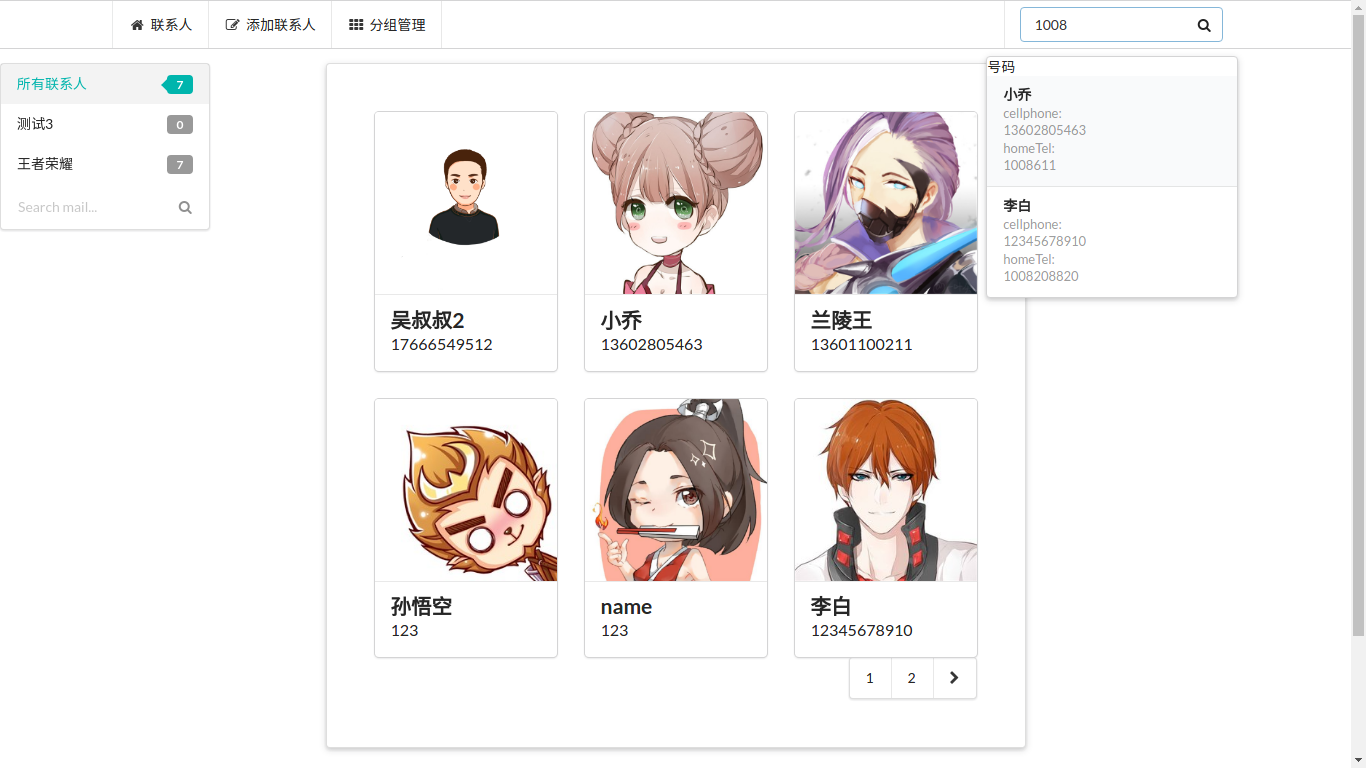 联系人
添加联系人
分组管理
1008
所有联系人 7
测试3 0
王者荣耀 7
Search mail...
号码
小乔
cellphone:
13602805463
homeTel:
1008611
李白
cellphone:
12345678910
homeTel:
1008208820
吴叔叔2
17666549512
小乔
13602805463
兰陵王
13601100211
孙悟空
123
name
123
李白
12345678910
1 2